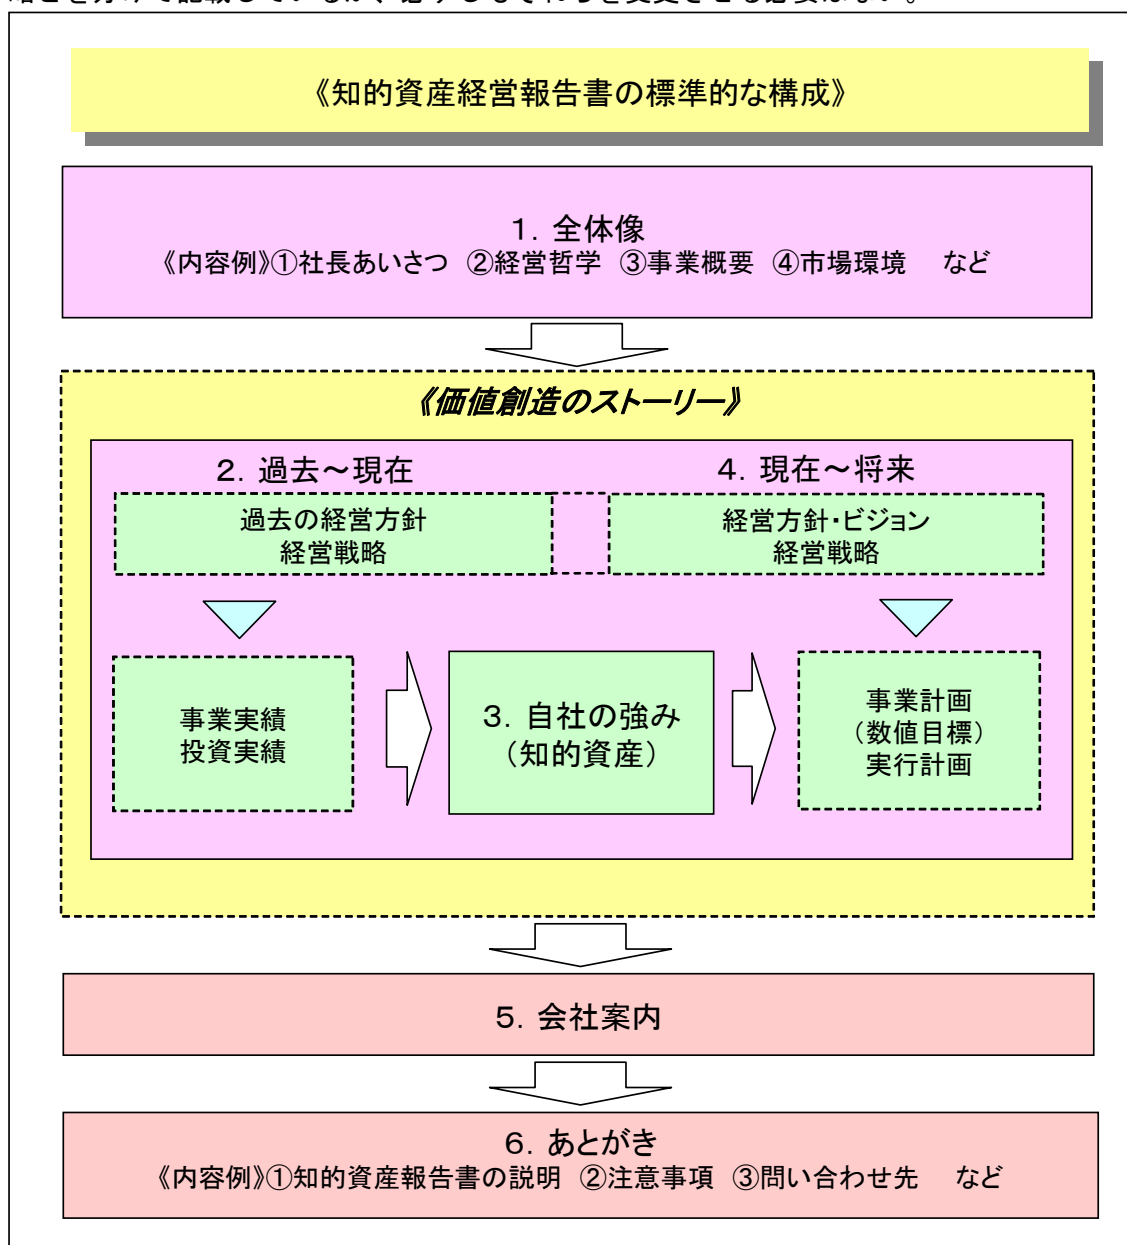 《知的資産経営報告書の標準的な構成》
１．全体像
《内容例》①社長あいさつ ②経営哲学 ③事業概要 ④市場環境 など
《価値創造のストーリー》
２．過去～現在
過去の経営方針
経営戦略
事業実績
投資実績
３．自社の強み
（知的資産）
４．現在～将来
経営方針・ビジョン
経営戦略
事業計画
（数値目標）
実行計画
５．会社案内
６．あとがき
《内容例》①知的資産報告書の説明 ②注意事項 ③問い合わせ先 など